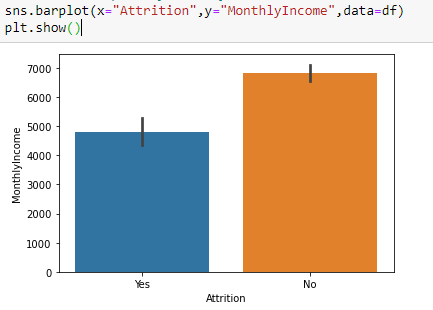 sns.barplot(x="Attrition",y="MonthlyIncome",data=df)
plt.show()
7000
6000
5000
4000
3000
2000
1000
0
MonthlyIncome
Yes No
Attrition